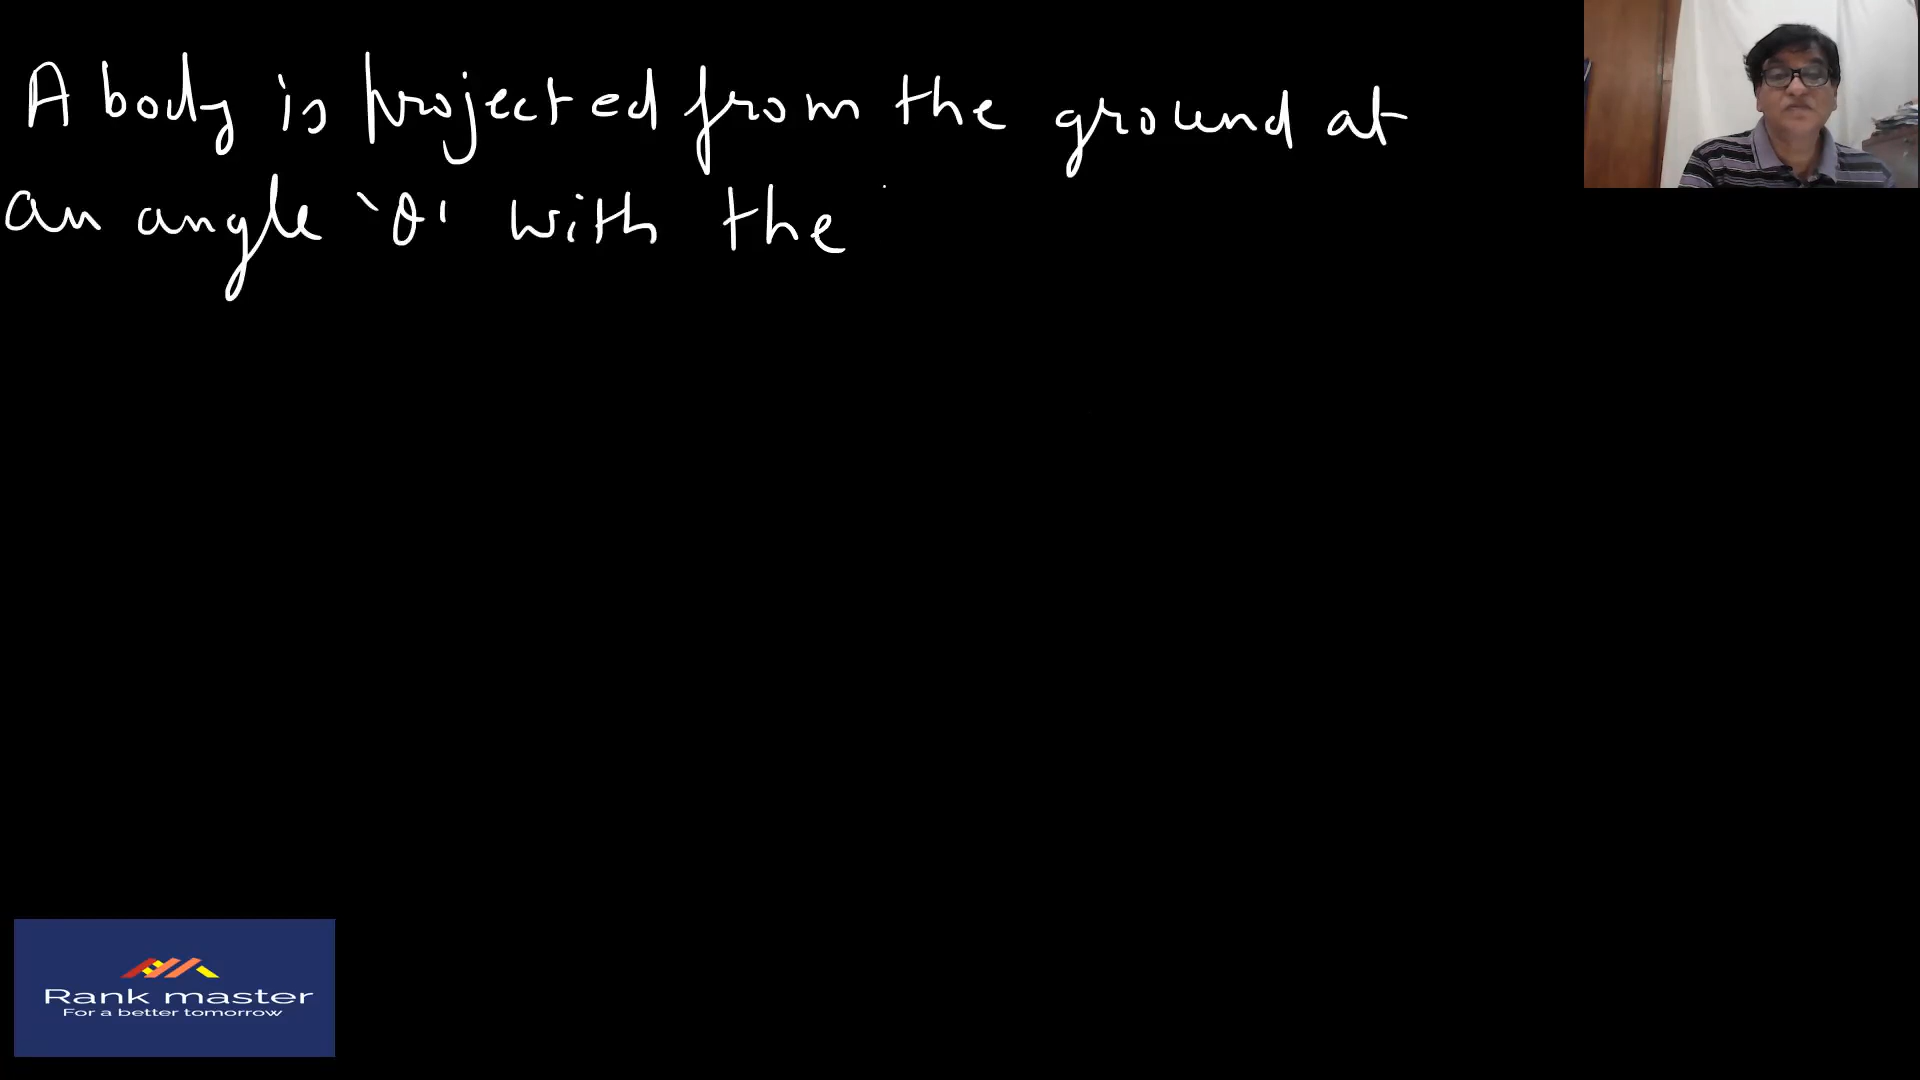 A body is projected from the ground at
an angle 'θ' with the
Rank master
For a better tomorrow